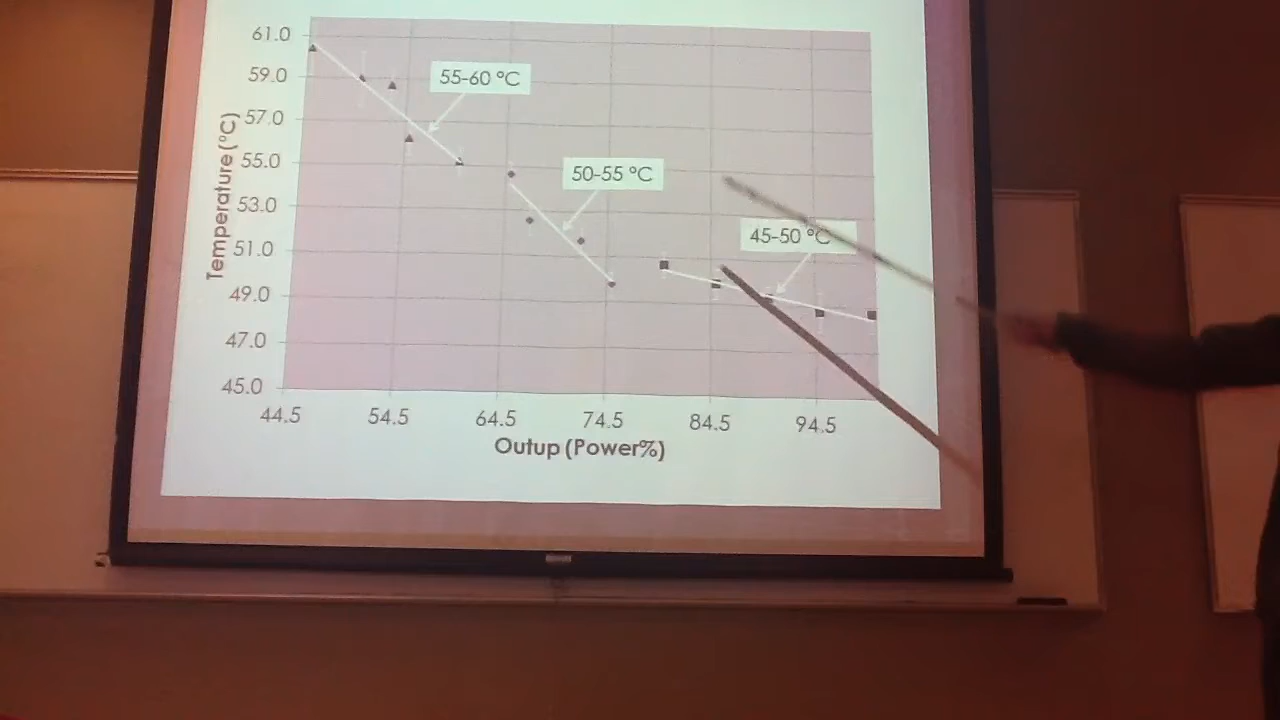 61.0
59.0
57.0
55.0
53.0
51.0
49.0
47.0
45.0
Temperature (°C)
55-60 °C
50-55 °C
45-50 °C
44.5 54.5 64.5 74.5 84.5 94.5
Outup (Power%)